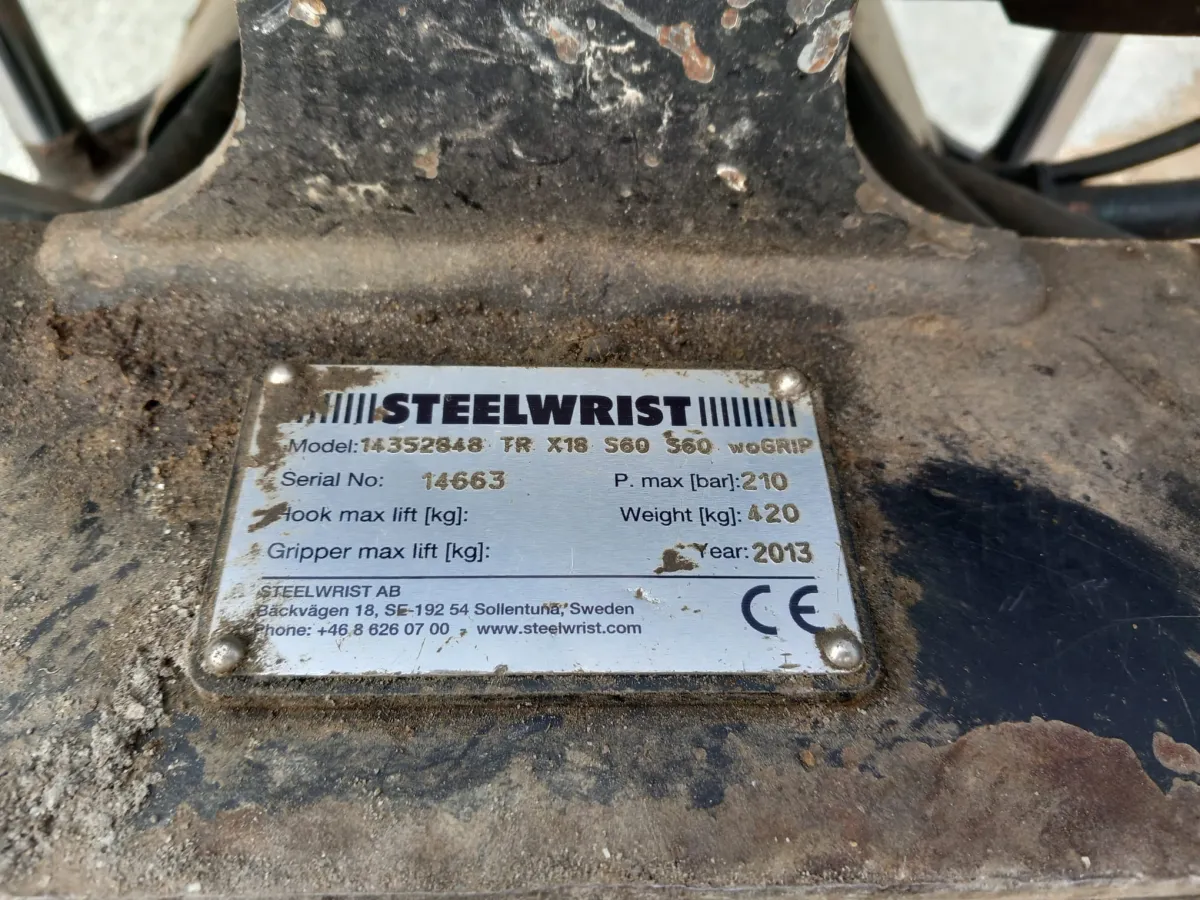 STEELWRIST
Model: 14352848 TR X18 S60 S60 woGRIP
Serial No: 14663 P. max [bar]: 210
Hook max lift [kg]: Weight [kg]: 420
Gripper max lift [kg]: Year: 2013
STEELWRIST AB
Bäckvägen 18, SE-192 54 Sollentuna, Sweden
Phone: +46 8 626 07 00 www.steelwrist.com
CE